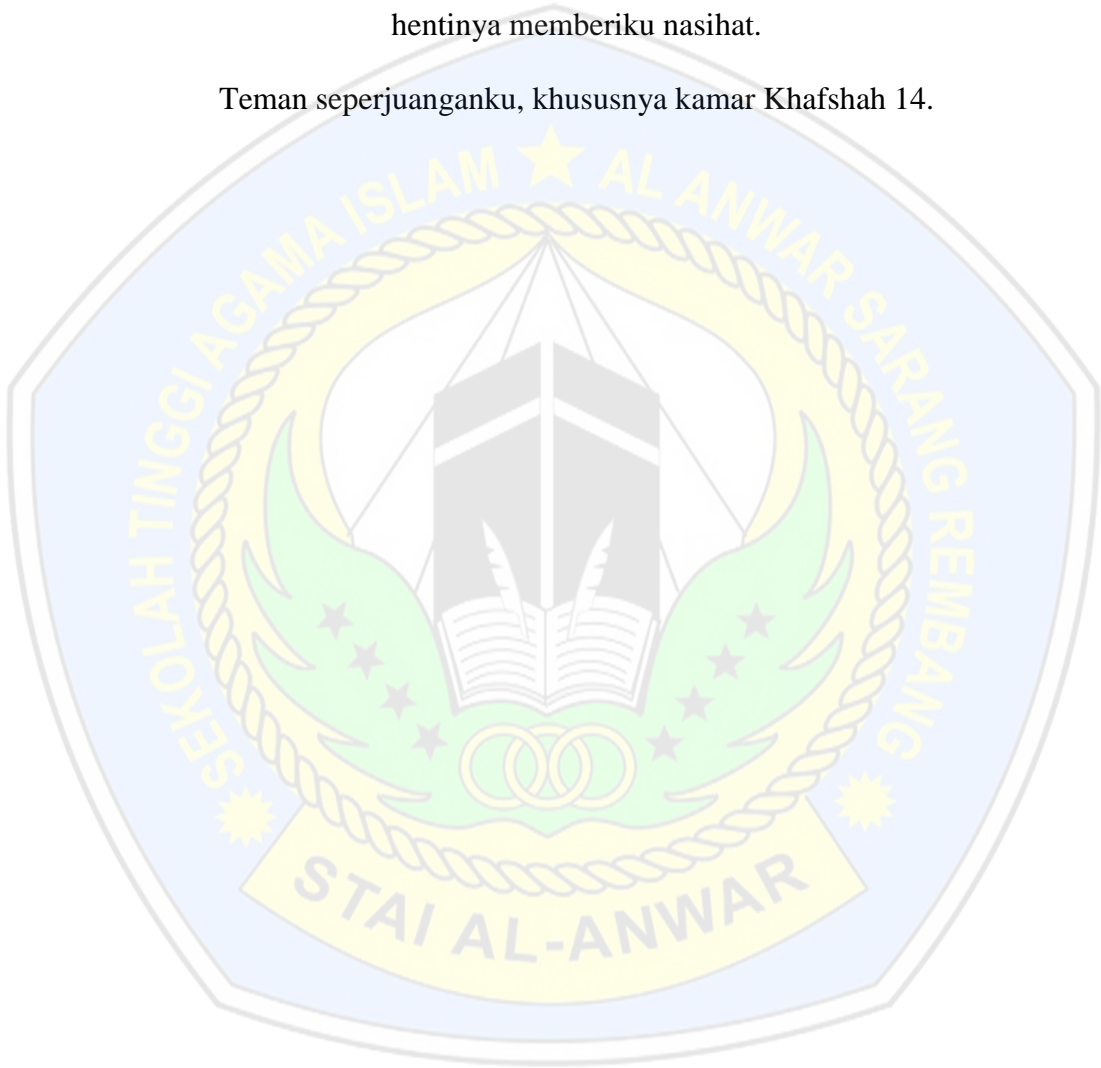 hentinya memberiku nasihat.
Teman seperjuanganku, khususnya kamar Khafshah 14.
SEKOLAH TINGGI AGAMA ISLAM ★ AL ANWAR SARANG REMBANG
STAI AL-ANWAR